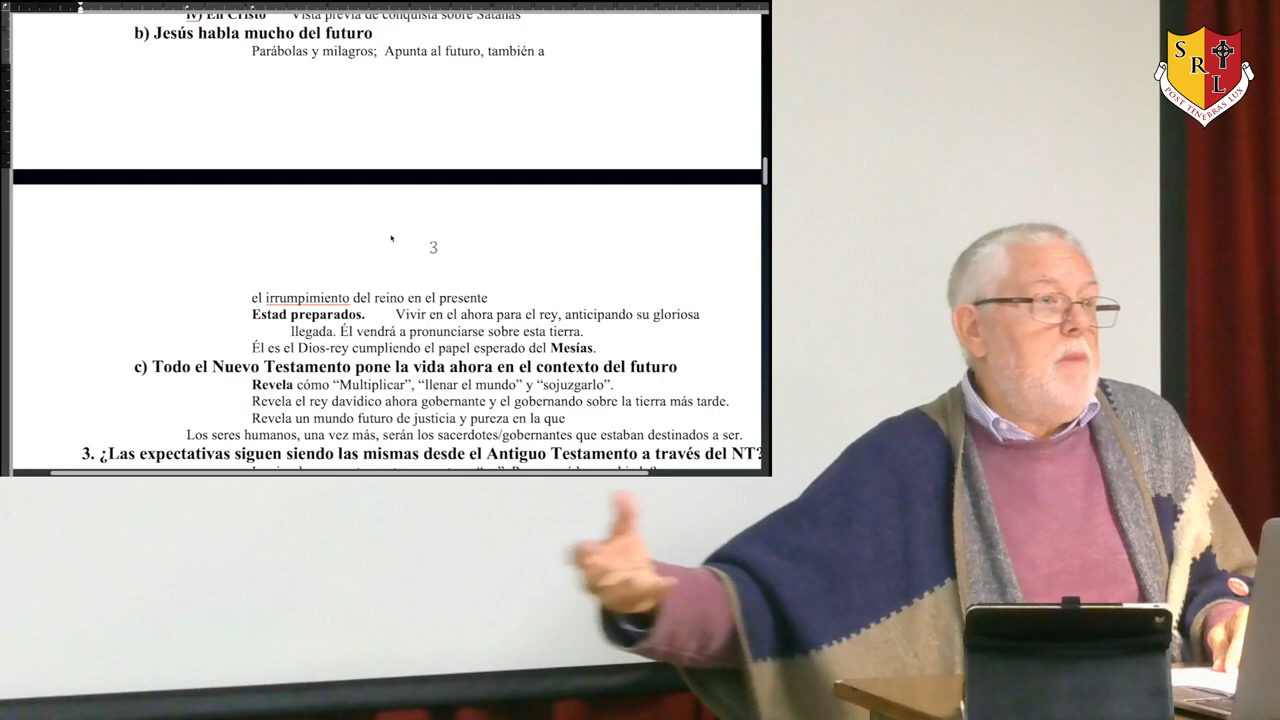 iv) En Cristo Vista previa de conquista sobre Satanás
b) Jesús habla mucho del futuro
Parábolas y milagros; Apunta al futuro, también a
3
el irrumpimiento del reino en el presente
Estad preparados. Vivir en el ahora para el rey, anticipando su gloriosa
llegada. Él vendrá a pronunciarse sobre esta tierra.
Él es el Dios-rey cumpliendo el papel esperado del Mesías.
c) Todo el Nuevo Testamento pone la vida ahora en el contexto del futuro
Revela cómo “Multiplicar”, “llenar el mundo” y “sojuzgarlo”.
Revela el rey davídico ahora gobernante y el gobernando sobre la tierra más tarde.
Revela un mundo futuro de justicia y pureza en la que
Los seres humanos, una vez más, serán los sacerdotes/gobernantes que estaban destinados a ser.
3. ¿Las expectativas siguen siendo las mismas desde el Antiguo Testamento a través del NT?
S
R
L
POST TENEBRAS LUX